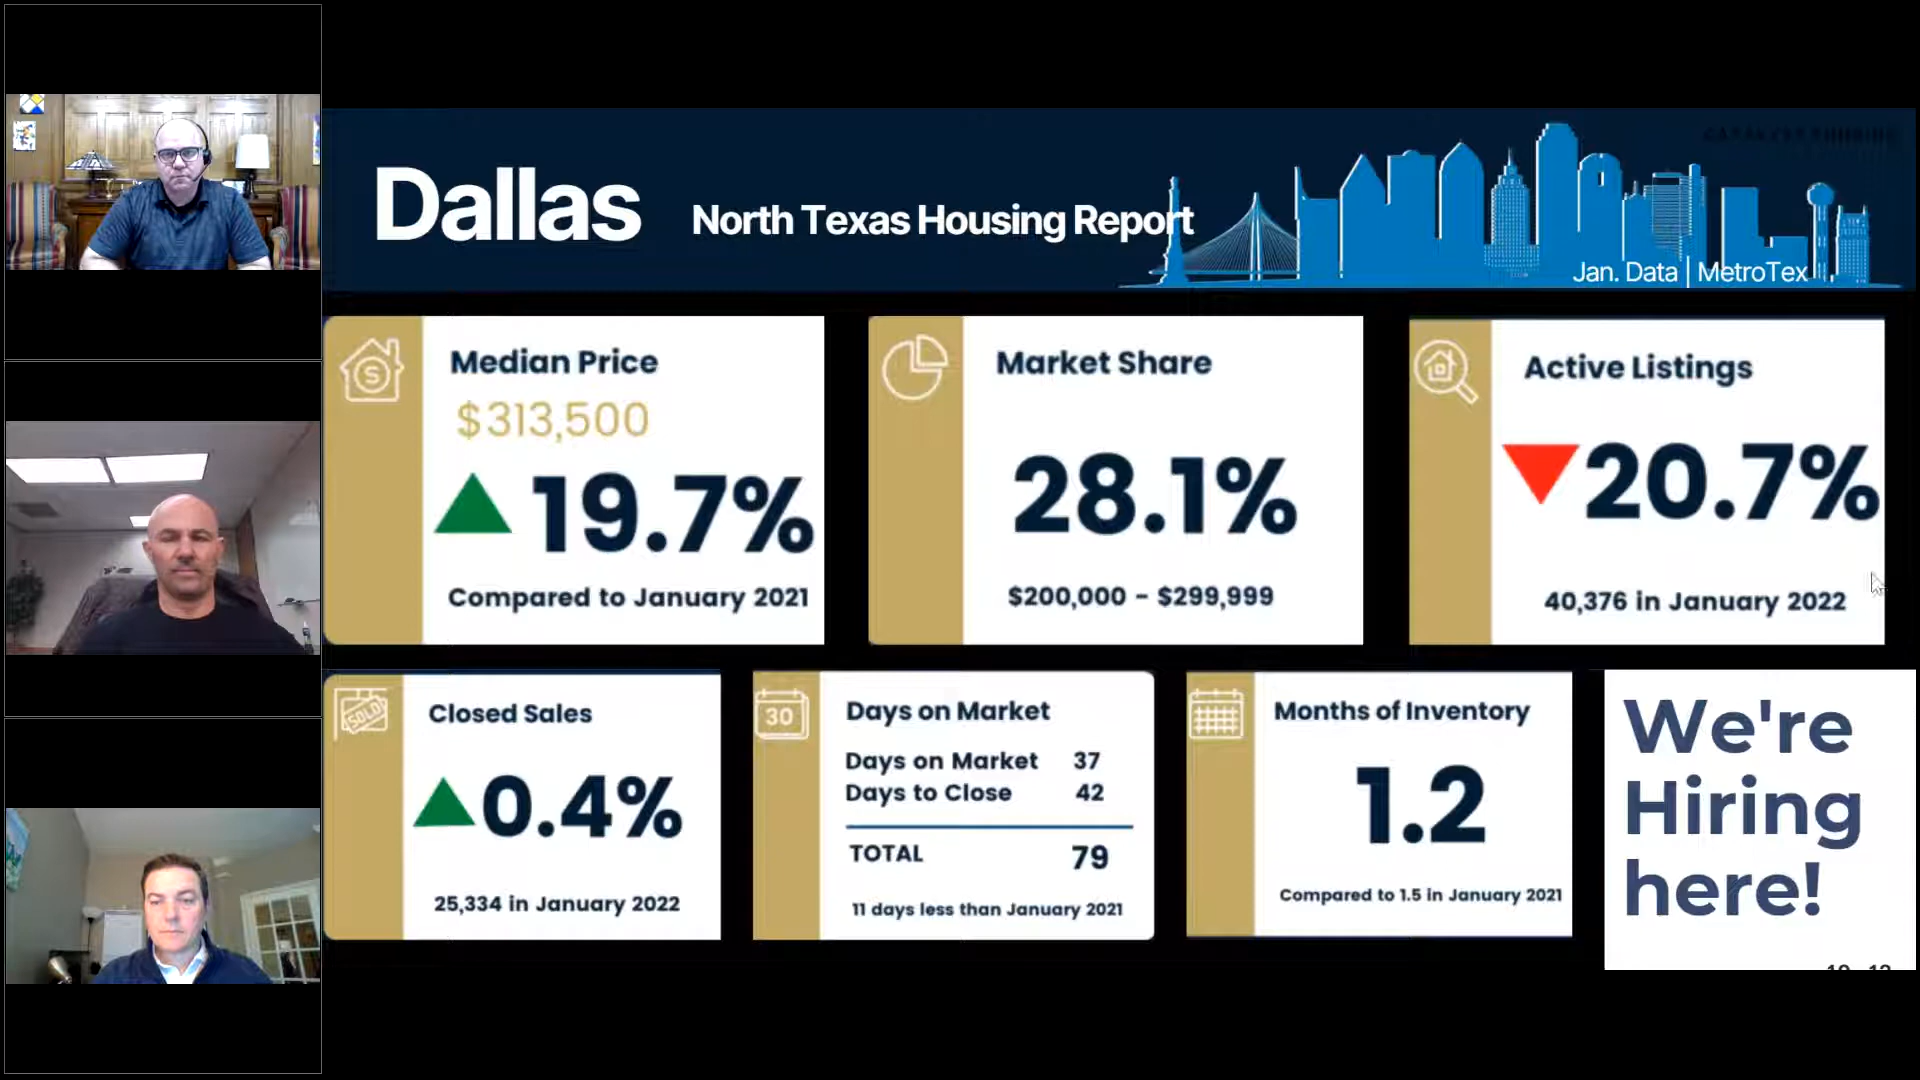 Dallas
North Texas Housing Report
Jan. Data | MetroTex
Median Price
$313,500
19.7%
Compared to January 2021
Market Share
28.1%
$200,000 - $299,999
Active Listings
20.7%
40,376 in January 2022
SOLD
Closed Sales
0.4%
25,334 in January 2022
30
Days on Market
Days on Market 37
Days to Close 42
TOTAL 79
11 days less than January 2021
Months of Inventory
1.2
Compared to 1.5 in January 2021
We're
Hiring
here!